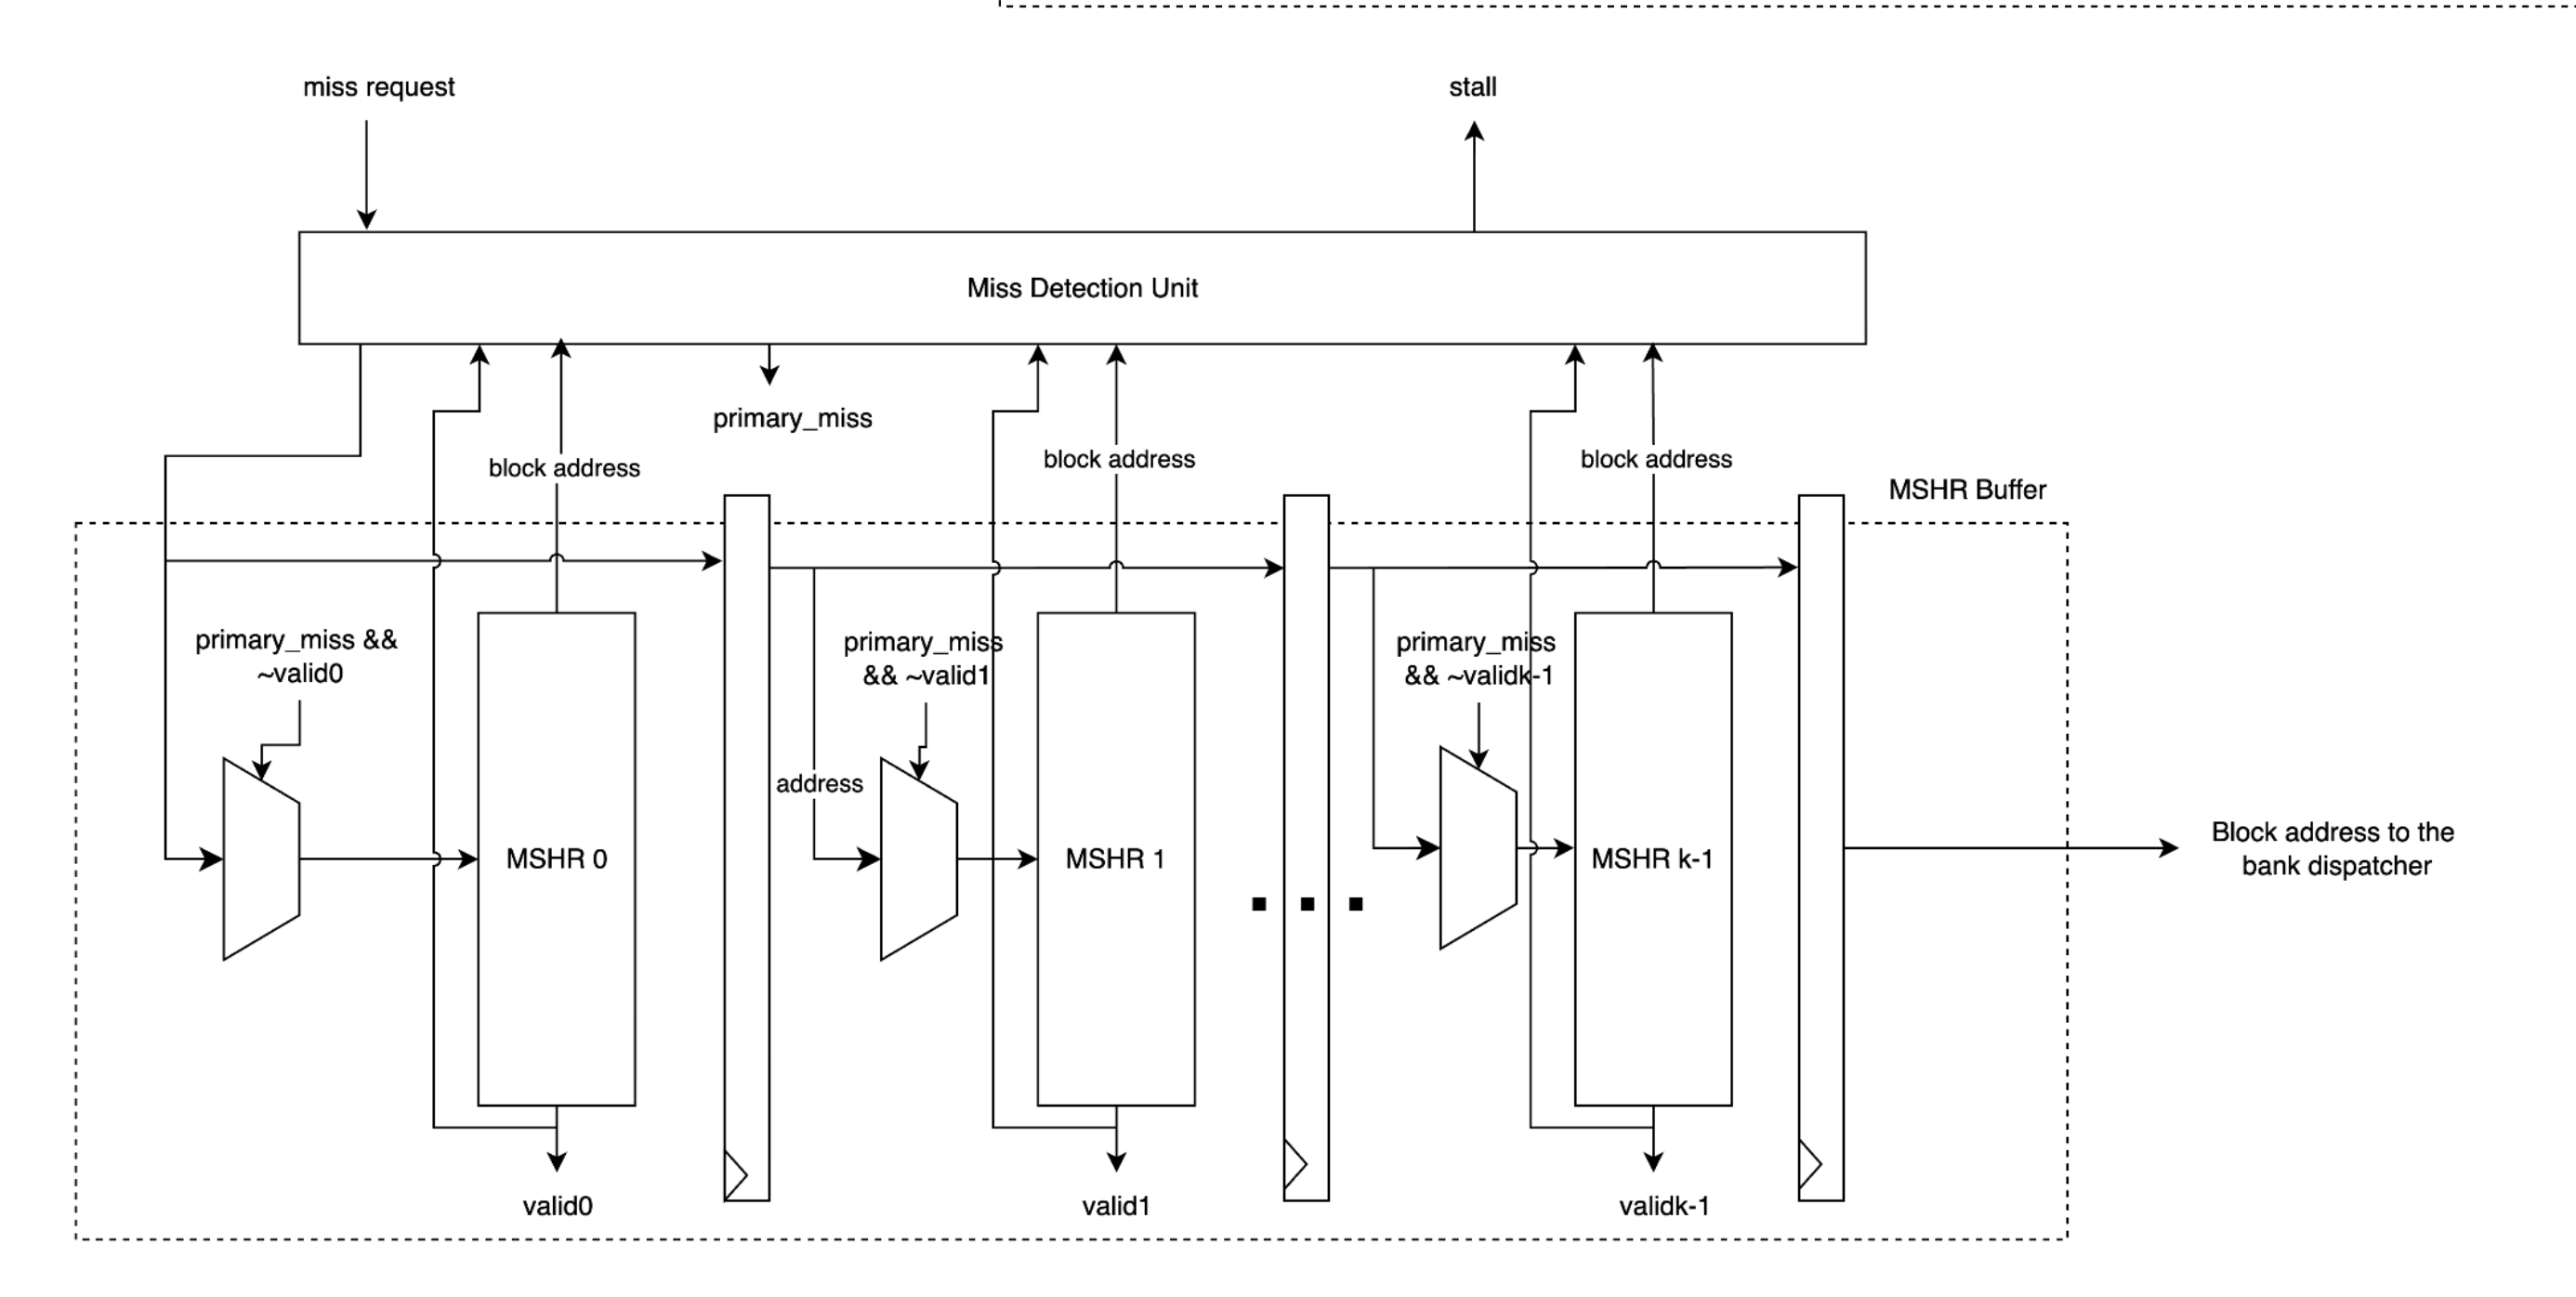 miss request
stall
Miss Detection Unit
primary_miss
block address
block address
block address
MSHR Buffer
primary_miss &&
~valid0
primary_miss
&& ~valid1
primary_miss
&& ~validk-1
address
MSHR 0
MSHR 1
MSHR k-1
Block address to the
bank dispatcher
valid0
valid1
validk-1